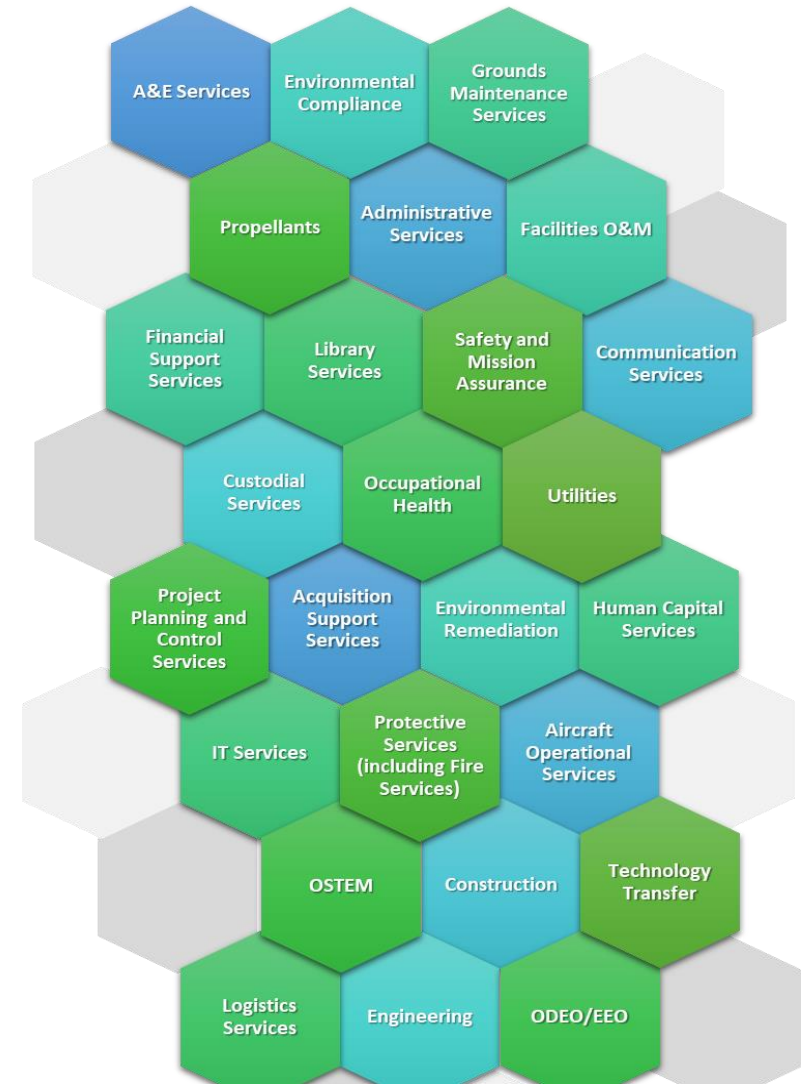 A&E Services
Environmental
Compliance
Grounds
Maintenance
Services
Propellants
Administrative
Services
Facilities O&M
Financial
Support
Services
Library
Services
Safety and
Mission
Assurance
Communication
Services
Custodial
Services
Occupational
Health
Utilities
Project
Planning and
Control
Services
Acquisition
Support
Services
Environmental
Remediation
Human Capital
Services
IT Services
Protective
Services
(including Fire
Services)
Aircraft
Operational
Services
OSTEM
Construction
Technology
Transfer
Logistics
Services
Engineering
ODEO/EEO